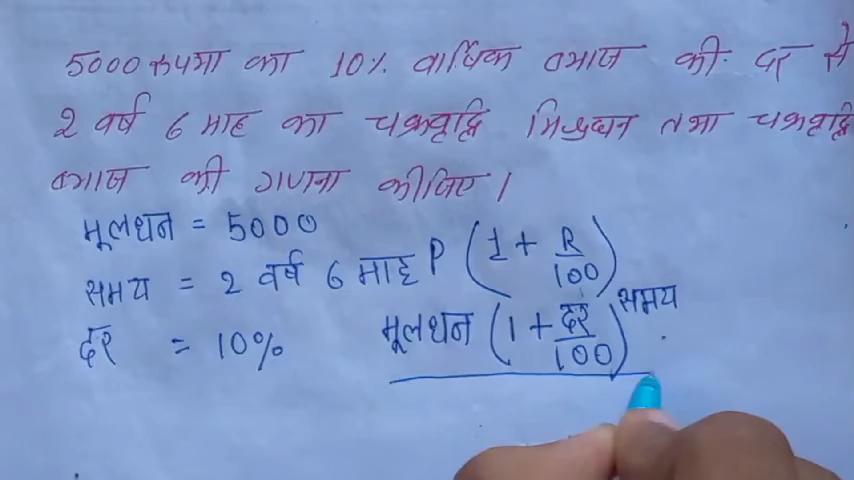 5000 रुपया का 10% वार्षिक ब्याज की दर से
2 वर्ष 6 माह का चक्रवृद्धि मिश्रधन तथा चक्रवृद्धि
ब्याज की गणना कीजिए।
मूलधन = 5000
समय = 2 वर्ष 6 माह P (1 + R/100)
दर = 10% मूलधन (1 + दर/100)^समय